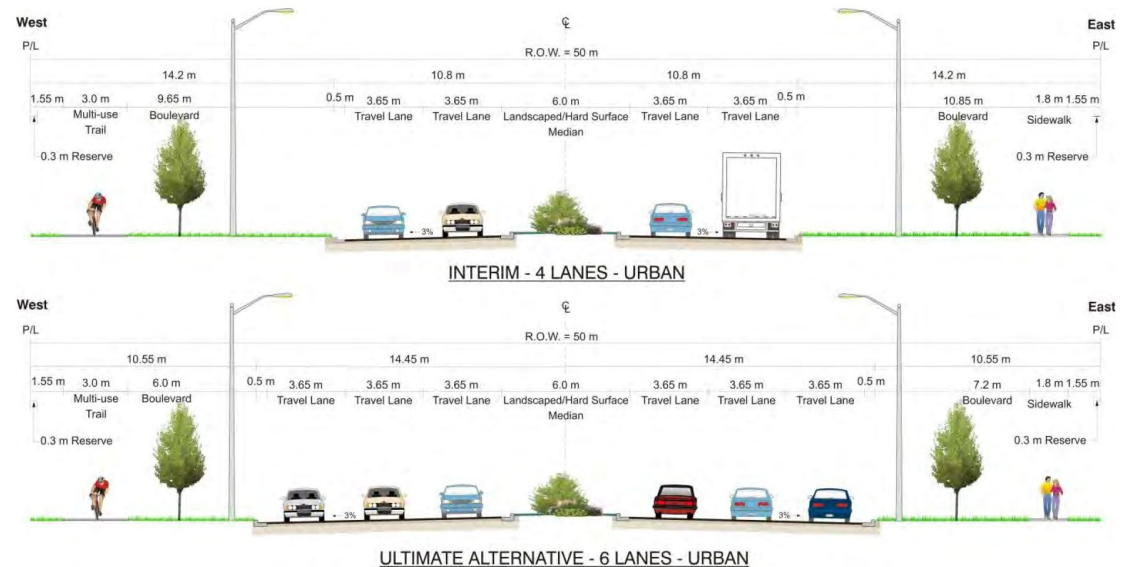 West
East
℄
P/L
P/L
R.O.W. = 50 m
14.2 m
10.8 m
10.8 m
14.2 m
1.55 m 3.0 m 9.65 m
0.5 m 3.65 m 3.65 m 6.0 m 3.65 m 3.65 m 0.5 m
10.85 m 1.8 m 1.55 m
Multi-use Trail
Boulevard
Travel Lane
Travel Lane
Landscaped/Hard Surface Median
Travel Lane
Travel Lane
Boulevard
Sidewalk
0.3 m Reserve
0.3 m Reserve
3%
3%
INTERIM - 4 LANES - URBAN
West
East
℄
P/L
P/L
R.O.W. = 50 m
10.55 m
14.45 m
14.45 m
10.55 m
1.55 m 3.0 m 6.0 m
0.5 m 3.65 m 3.65 m 3.65 m 6.0 m 3.65 m 3.65 m 3.65 m 0.5 m
7.2 m 1.8 m 1.55 m
Multi-use Trail
Boulevard
Travel Lane
Travel Lane
Travel Lane
Landscaped/Hard Surface Median
Travel Lane
Travel Lane
Travel Lane
Boulevard
Sidewalk
0.3 m Reserve
0.3 m Reserve
3%
3%
ULTIMATE ALTERNATIVE - 6 LANES - URBAN